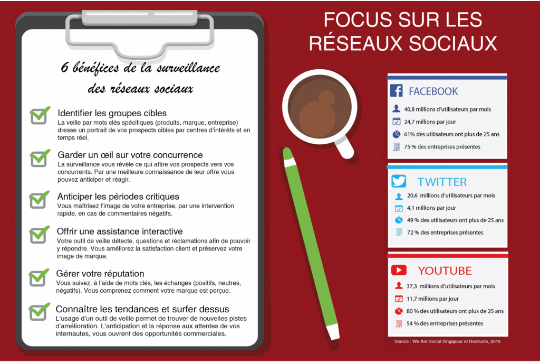 6 bénéfices de la surveillance
des réseaux sociaux
Identifier les groupes cibles
La veille par mots clés spécifiques (produits, marque, entreprise)
dresse un portrait de vos prospects cibles par centres d'intérêts et en
temps réel.
Garder un œil sur votre concurrence
La surveillance vous révèle ce qui attire vos prospects vers vos
concurrents. Par une meilleure connaissance de leur offre vous
pouvez anticiper et réagir.
Anticiper les périodes critiques
Vous maîtrisez l'image de votre entreprise, par une intervention
rapide, en cas de commentaires négatifs.
Offrir une assistance interactive
Votre outil de veille détecte, questions et réclamations afin de pouvoir
y répondre. Vous améliorez la satisfaction client et préservez votre
image de marque.
Gérer votre réputation
Vous suivez, à l'aide de mots clés, les échanges (positifs, neutres,
négatifs). Vous comprenez comment votre marque est perçue.
Connaître les tendances et surfer dessus
L'usage d'un outil de veille permet de trouver de nouvelles pistes
d'amélioration. L'anticipation et la réponse aux attentes de vos
internautes, vous ouvrent des opportunités commerciales.
FOCUS SUR LES
RÉSEAUX SOCIAUX
FACEBOOK
40,8 millions d'utilisateurs par mois
24,7 millions par jour
61% des utilisateurs ont plus de 25 ans
75 % des entreprises présentes
TWITTER
20,6 millions d'utilisateurs par mois
4,1 millions par jour
49 % des utilisateurs ont plus de 25 ans
72 % des entreprises présentes
YOUTUBE
37,3 millions d'utilisateurs par mois
11,7 millions par jour
80 % des utilisateurs ont plus de 25 ans
54 % des entreprises présentes
Source : We Are Social Singapour et Hootsuite, 2018